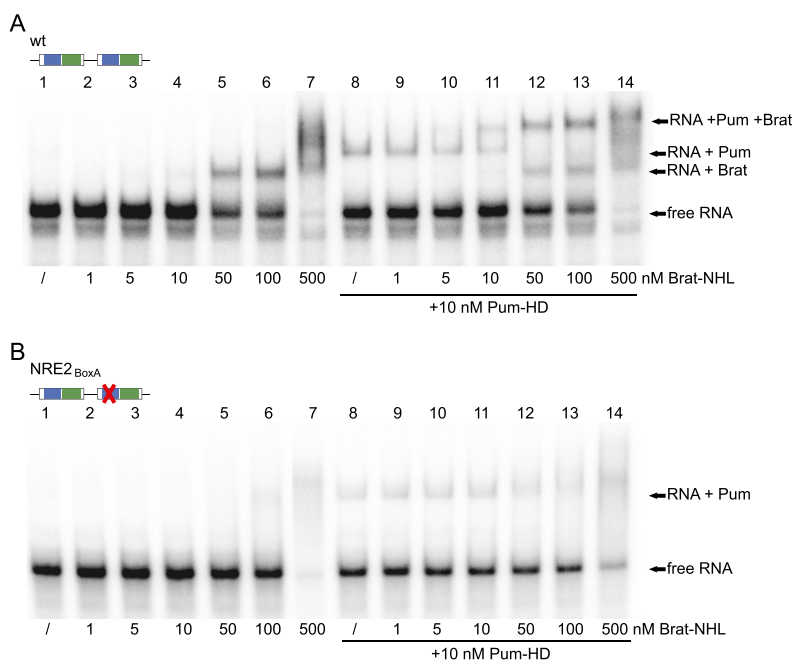 A
wt
1 2 3 4 5 6 7 8 9 10 11 12 13 14
RNA +Pum +Brat
RNA + Pum
RNA + Brat
free RNA
/ 1 5 10 50 100 500 / 1 5 10 50 100 500 nM Brat-NHL
+10 nM Pum-HD
B
NRE2 BoxA
1 2 3 4 5 6 7 8 9 10 11 12 13 14
RNA + Pum
free RNA
/ 1 5 10 50 100 500 / 1 5 10 50 100 500 nM Brat-NHL
+10 nM Pum-HD